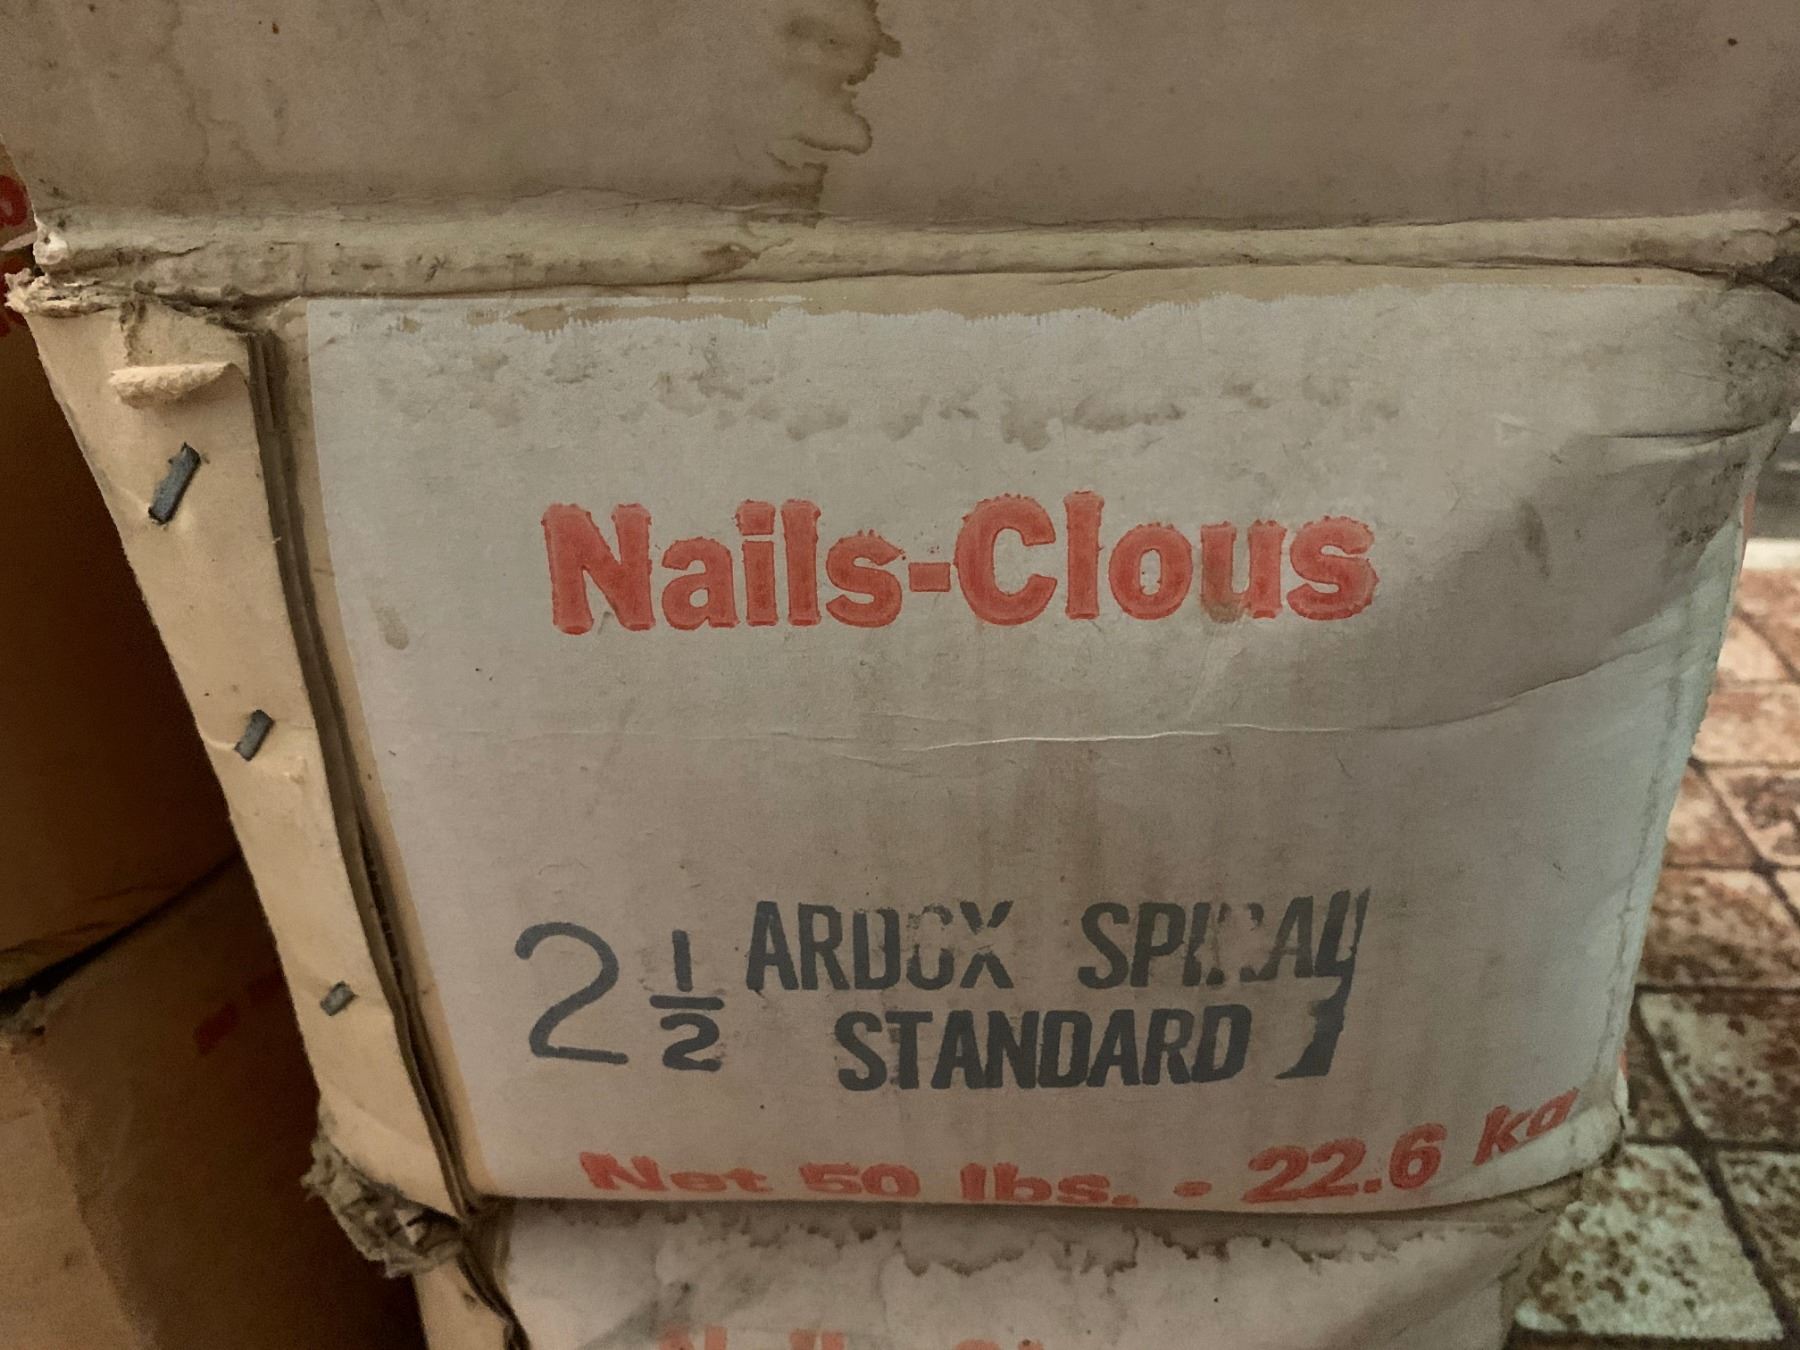 Nails-Clous
2 1/2 ARDOX SPIRAL
STANDARD
Net 50 lbs. • 22.6 kg